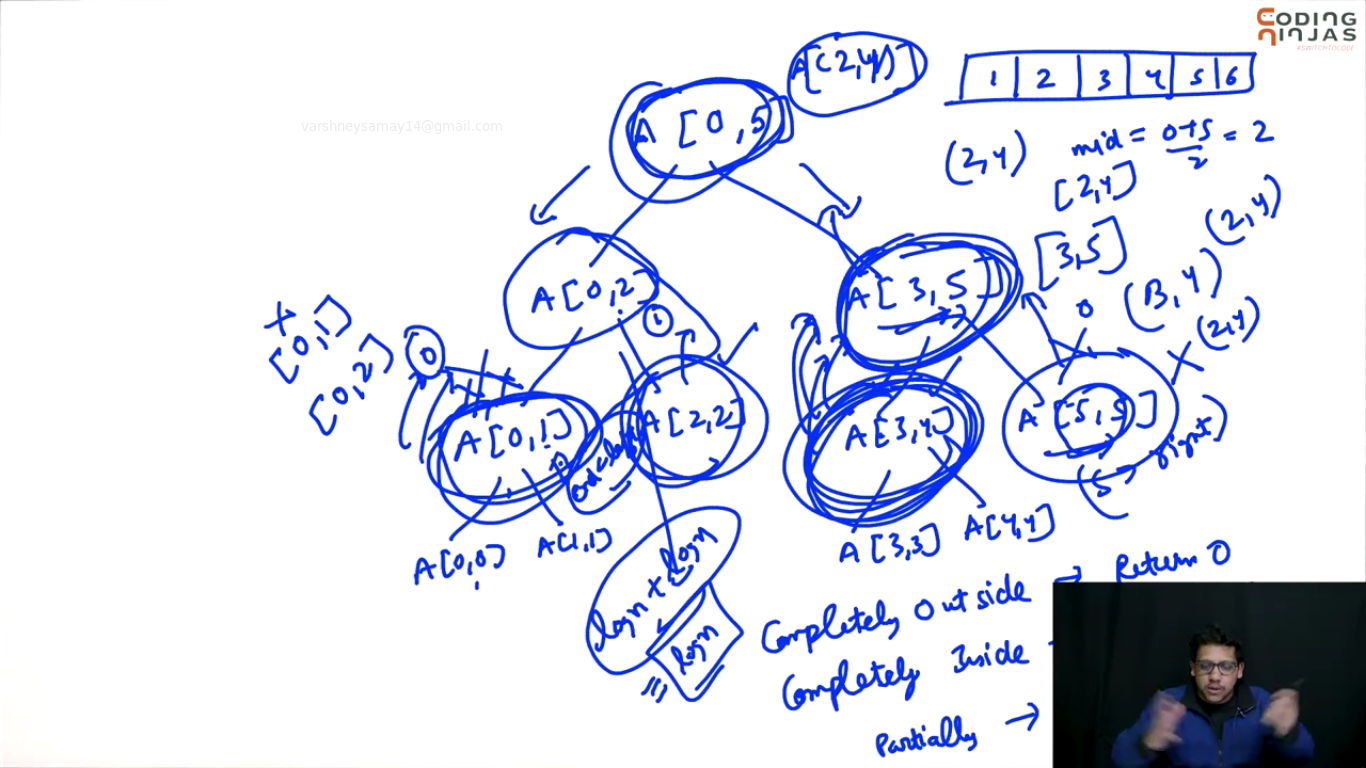 CODING
NINJAS
#SWITCHTOCODE
varshneysamay14@gmail.com
A[(2,4)]
1 2 3 4 5 6
A [0,5]
(2,4)
mid = 0+5/2 = 2
[2,4]
(2,4)
A[0,2]
A[3,5]
[3,5]
(3,4)
(2,4)
[0,1]
[0,2]
0
1
0
A[0,1]
A[2,2]
A[3,4]
A[5,5]
(5 → right)
A[0,0]
A[1,1]
A[3,3]
A[4,4]
logn + logn
logn
Completely Outside → Return 0
Completely Inside →
Partially →